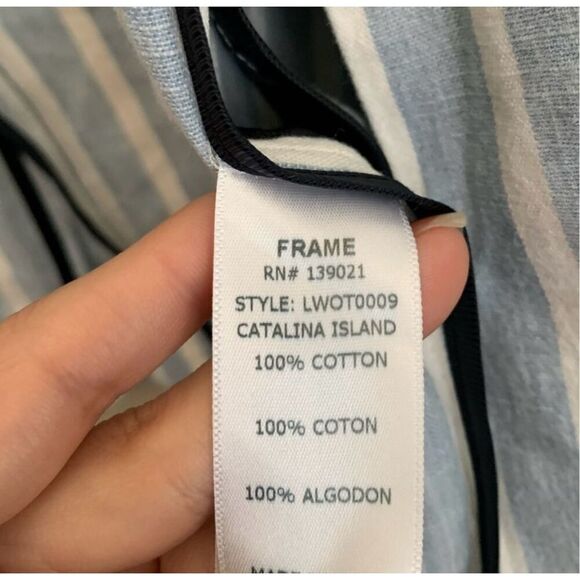 FRAME
RN# 139021
STYLE: LWOT0009
CATALINA ISLAND
100% COTTON
100% COTON
100% ALGODON